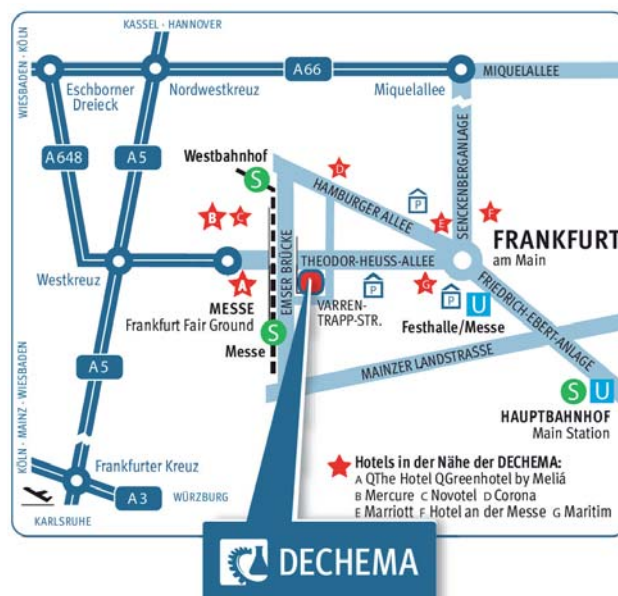 KASSEL - HANNOVER
WIESBADEN - KÖLN
A66
MIQUELALLEE
Eschborner
Dreieck
Nordwestkreuz
Miquelallee
A648
A5
Westbahnhof
S
D
HAMBURGER ALLEE
P
SENCKENBERGANLAGE
B
C
E
F
FRANKFURT
am Main
THEODOR-HEUSS-ALLEE
Westkreuz
A
EMSER BRÜCKE
G
P
P
U
MESSE
Frankfurt Fair Ground
VARREN-
TRAPP-STR.
Festhalle/Messe
FRIEDRICH-EBERT-ANLAGE
Messe
S
MAINZER LANDSTRASSE
A5
KÖLN - MAINZ - WIESBADEN
S
U
HAUPTBAHNHOF
Main Station
Frankfurter Kreuz
A3
WÜRZBURG
KARLSRUHE
Hotels in der Nähe der DECHEMA:
A QThe Hotel QGreenhotel by Meliá
B Mercure C Novotel D Corona
E Marriott F Hotel an der Messe G Maritim
DECHEMA